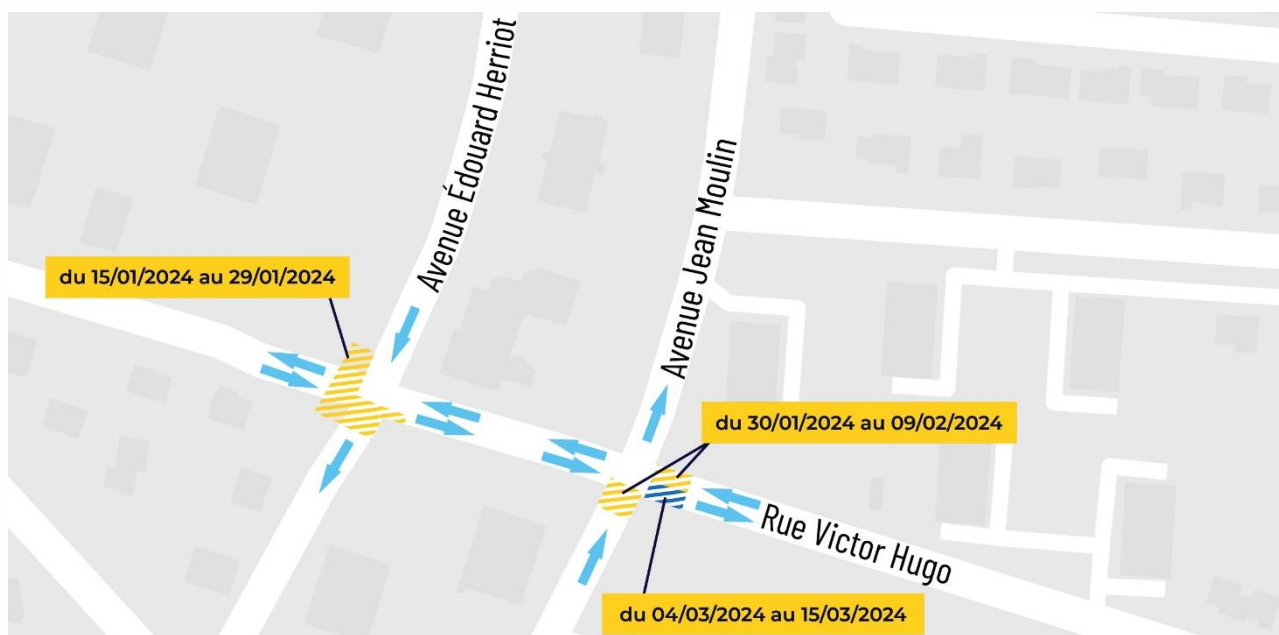 Avenue Édouard Herriot
Avenue Jean Moulin
du 15/01/2024 au 29/01/2024
du 30/01/2024 au 09/02/2024
Rue Victor Hugo
du 04/03/2024 au 15/03/2024